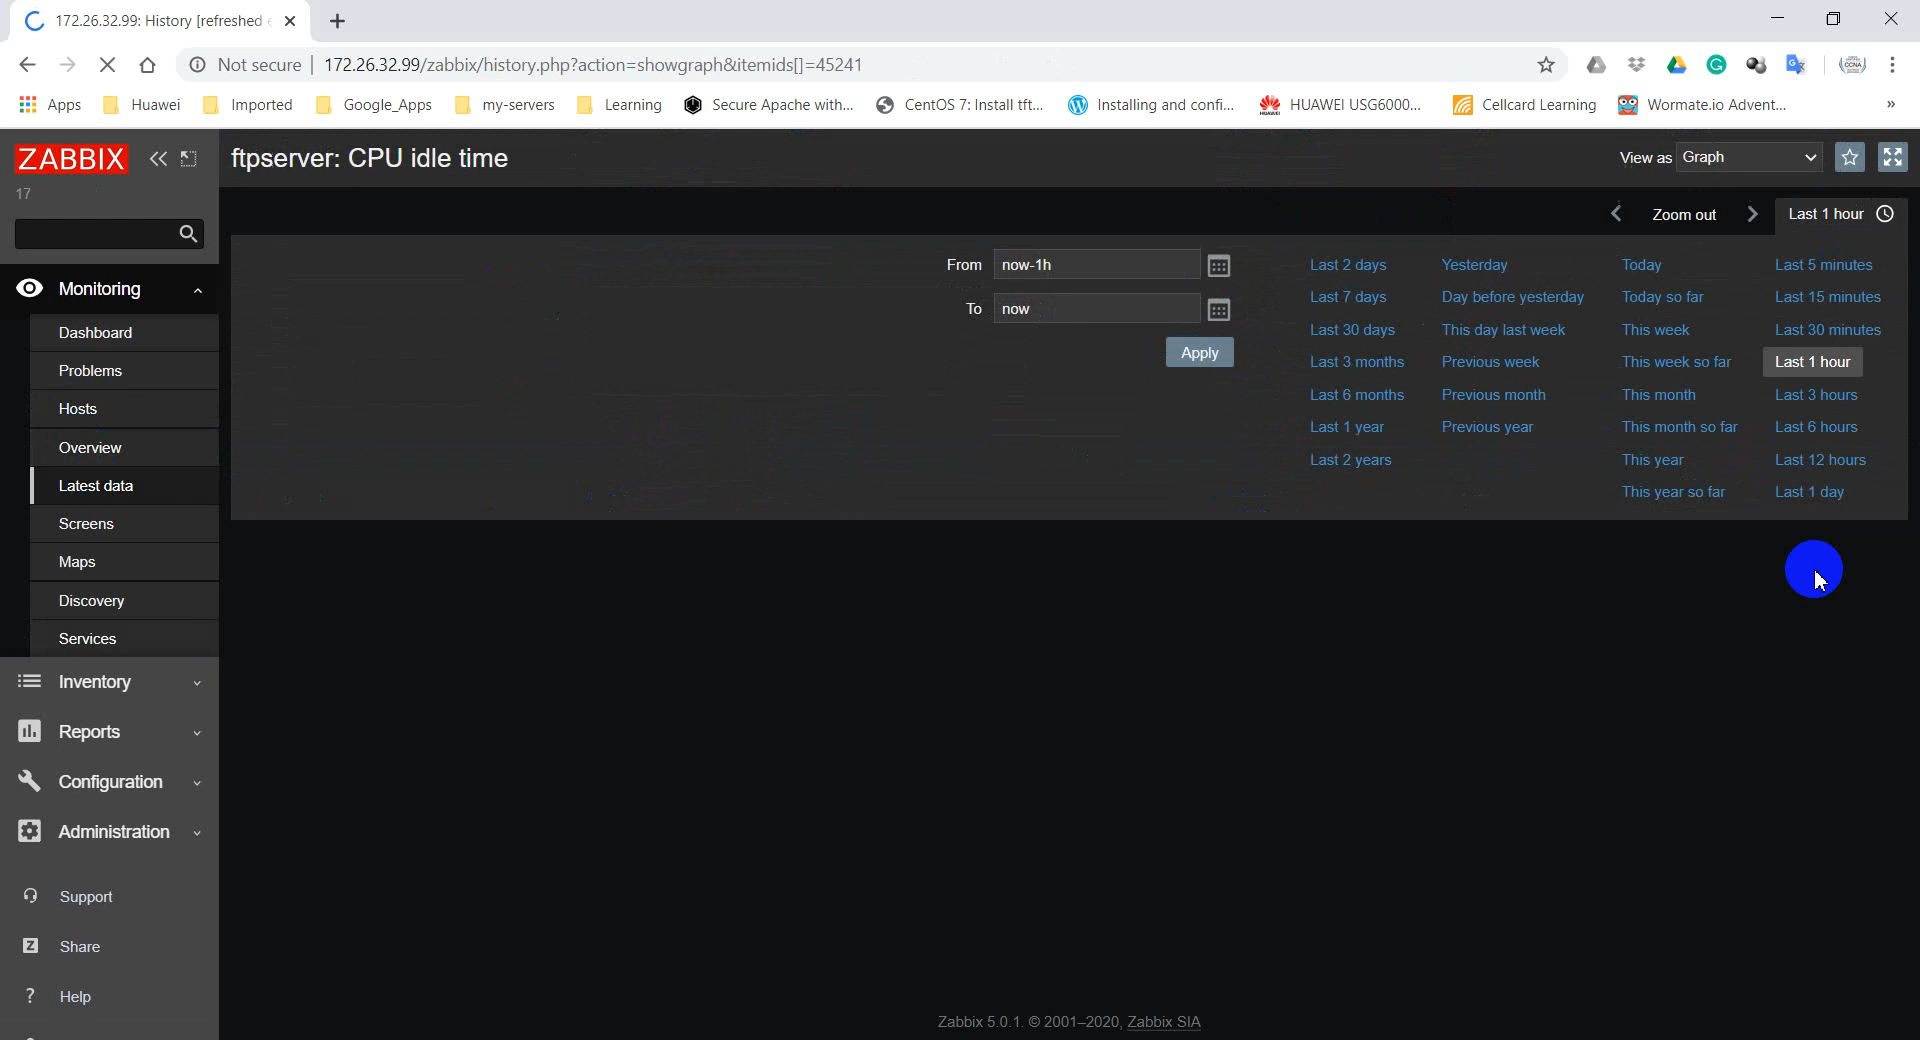 172.26.32.99: History [refreshed
Not secure | 172.26.32.99/zabbix/history.php?action=showgraph&itemids[]=45241
Apps Huawei Imported Google_Apps my-servers Learning Secure Apache with... CentOS 7: Install tft... Installing and confi... HUAWEI USG6000... Cellcard Learning Wormate.io Advent... »
ZABBIX
17
ftpserver: CPU idle time
View as Graph
Zoom out
Last 1 hour
From now-1h
To now
Apply
Last 2 days Yesterday Today Last 5 minutes
Last 7 days Day before yesterday Today so far Last 15 minutes
Last 30 days This day last week This week Last 30 minutes
Last 3 months Previous week This week so far Last 1 hour
Last 6 months Previous month This month Last 3 hours
Last 1 year Previous year This month so far Last 6 hours
Last 2 years This year Last 12 hours
This year so far Last 1 day
Monitoring
Dashboard
Problems
Hosts
Overview
Latest data
Screens
Maps
Discovery
Services
Inventory
Reports
Configuration
Administration
Support
Z Share
? Help
Zabbix 5.0.1. © 2001–2020, Zabbix SIA